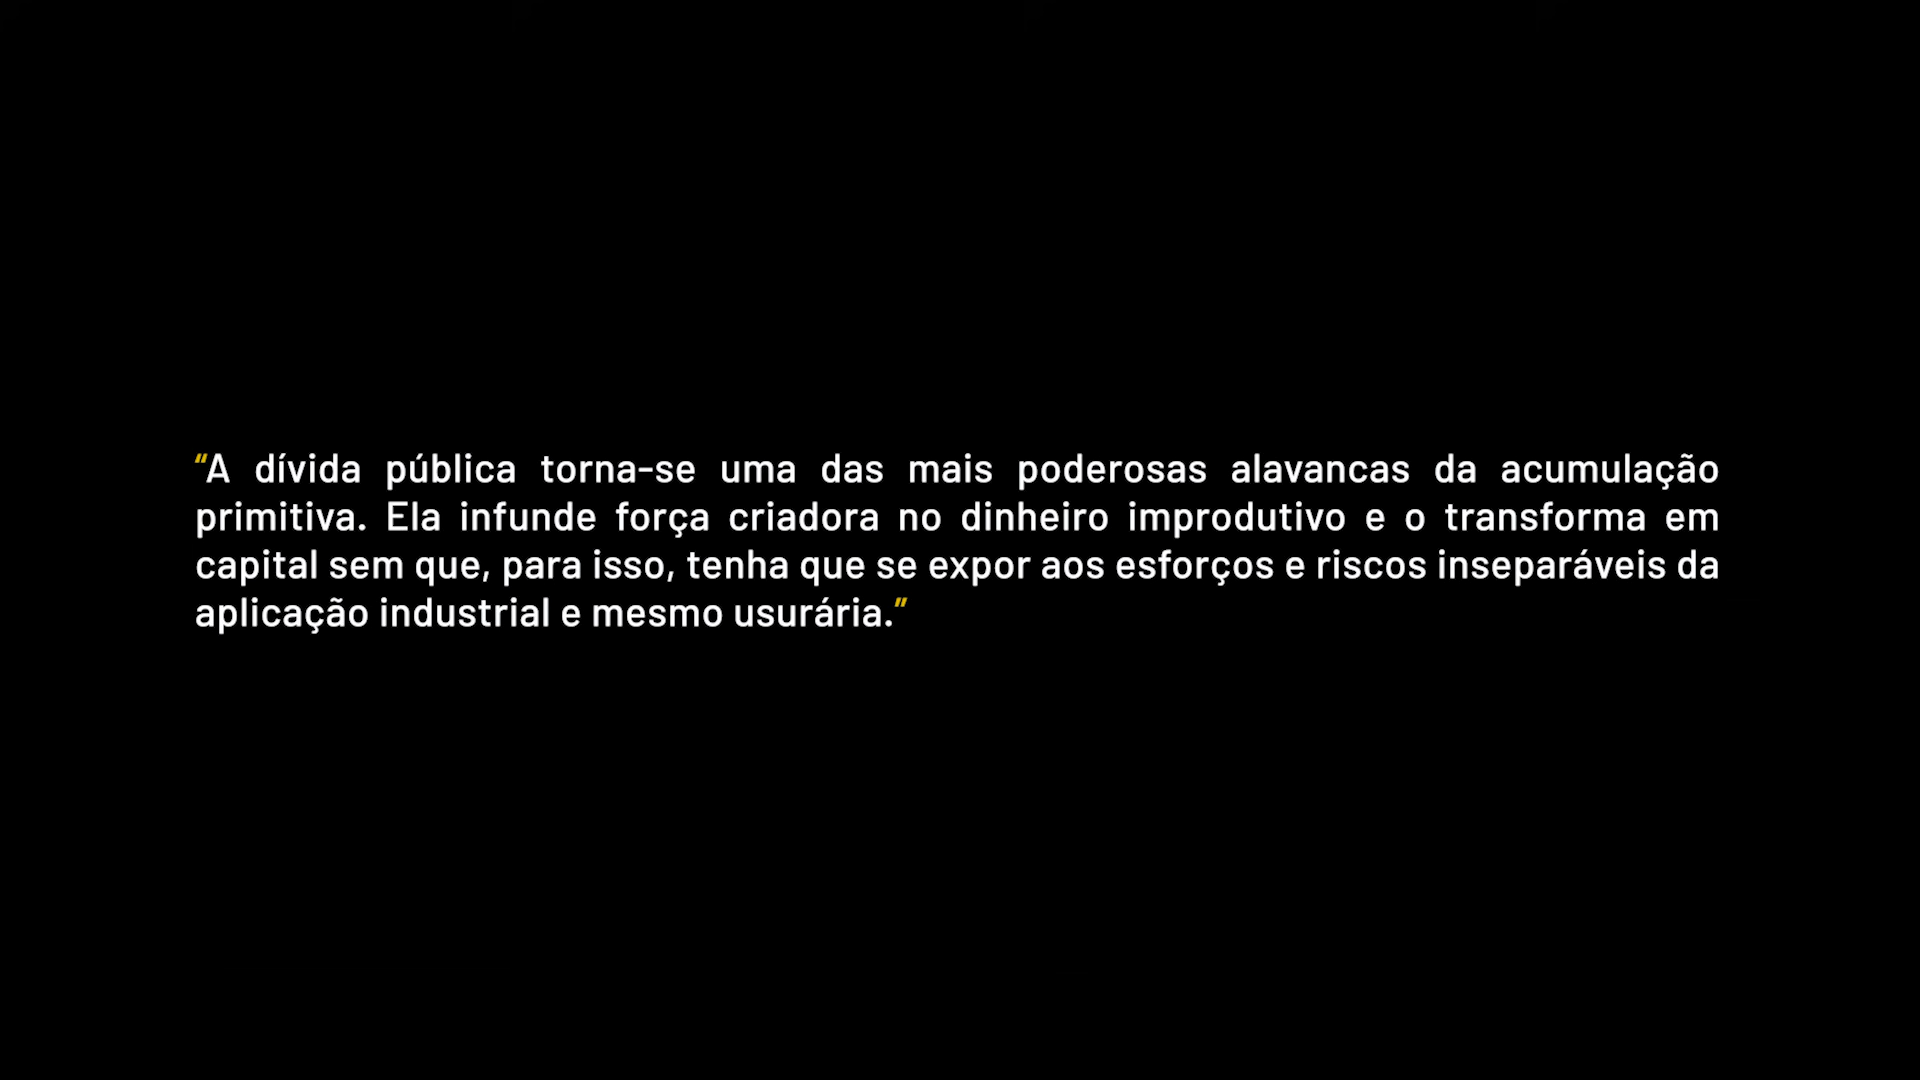 “A dívida pública torna-se uma das mais poderosas alavancas da acumulação
primitiva. Ela infunde força criadora no dinheiro improdutivo e o transforma em
capital sem que, para isso, tenha que se expor aos esforços e riscos inseparáveis da
aplicação industrial e mesmo usurária.”